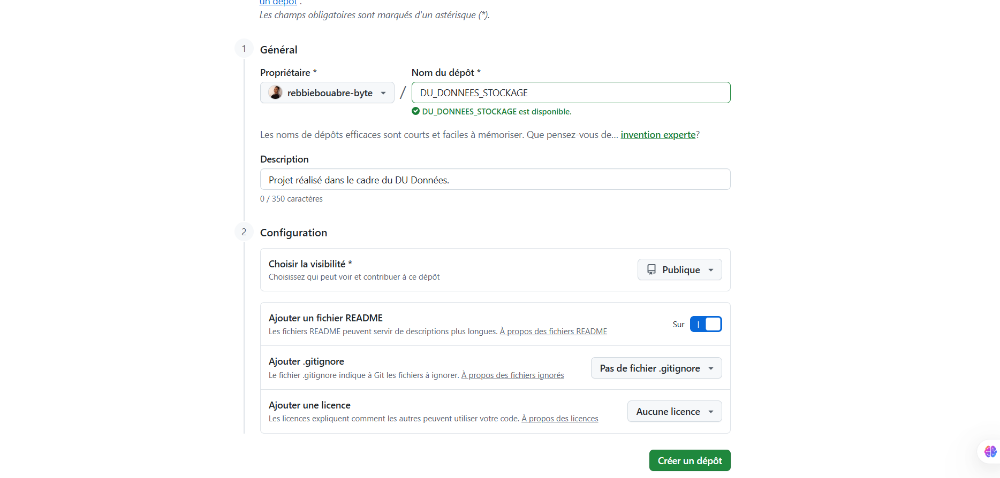 un dépôt .
Les champs obligatoires sont marqués d'un astérisque (*).
1
Général
Propriétaire *
Nom du dépôt *
rebbiebouabre-byte
/
DU_DONNEES_STOCKAGE
DU_DONNEES_STOCKAGE est disponible.
Les noms de dépôts efficaces sont courts et faciles à mémoriser. Que pensez-vous de... invention experte?
Description
Projet réalisé dans le cadre du DU Données.
0 / 350 caractères
2
Configuration
Choisir la visibilité *
Choisissez qui peut voir et contribuer à ce dépôt
Publique
Ajouter un fichier README
Les fichiers README peuvent servir de descriptions plus longues. À propos des fichiers README
Sur
Ajouter .gitignore
Le fichier .gitignore indique à Git les fichiers à ignorer. À propos des fichiers ignorés
Pas de fichier .gitignore
Ajouter une licence
Les licences expliquent comment les autres peuvent utiliser votre code. À propos des licences
Aucune licence
Créer un dépôt